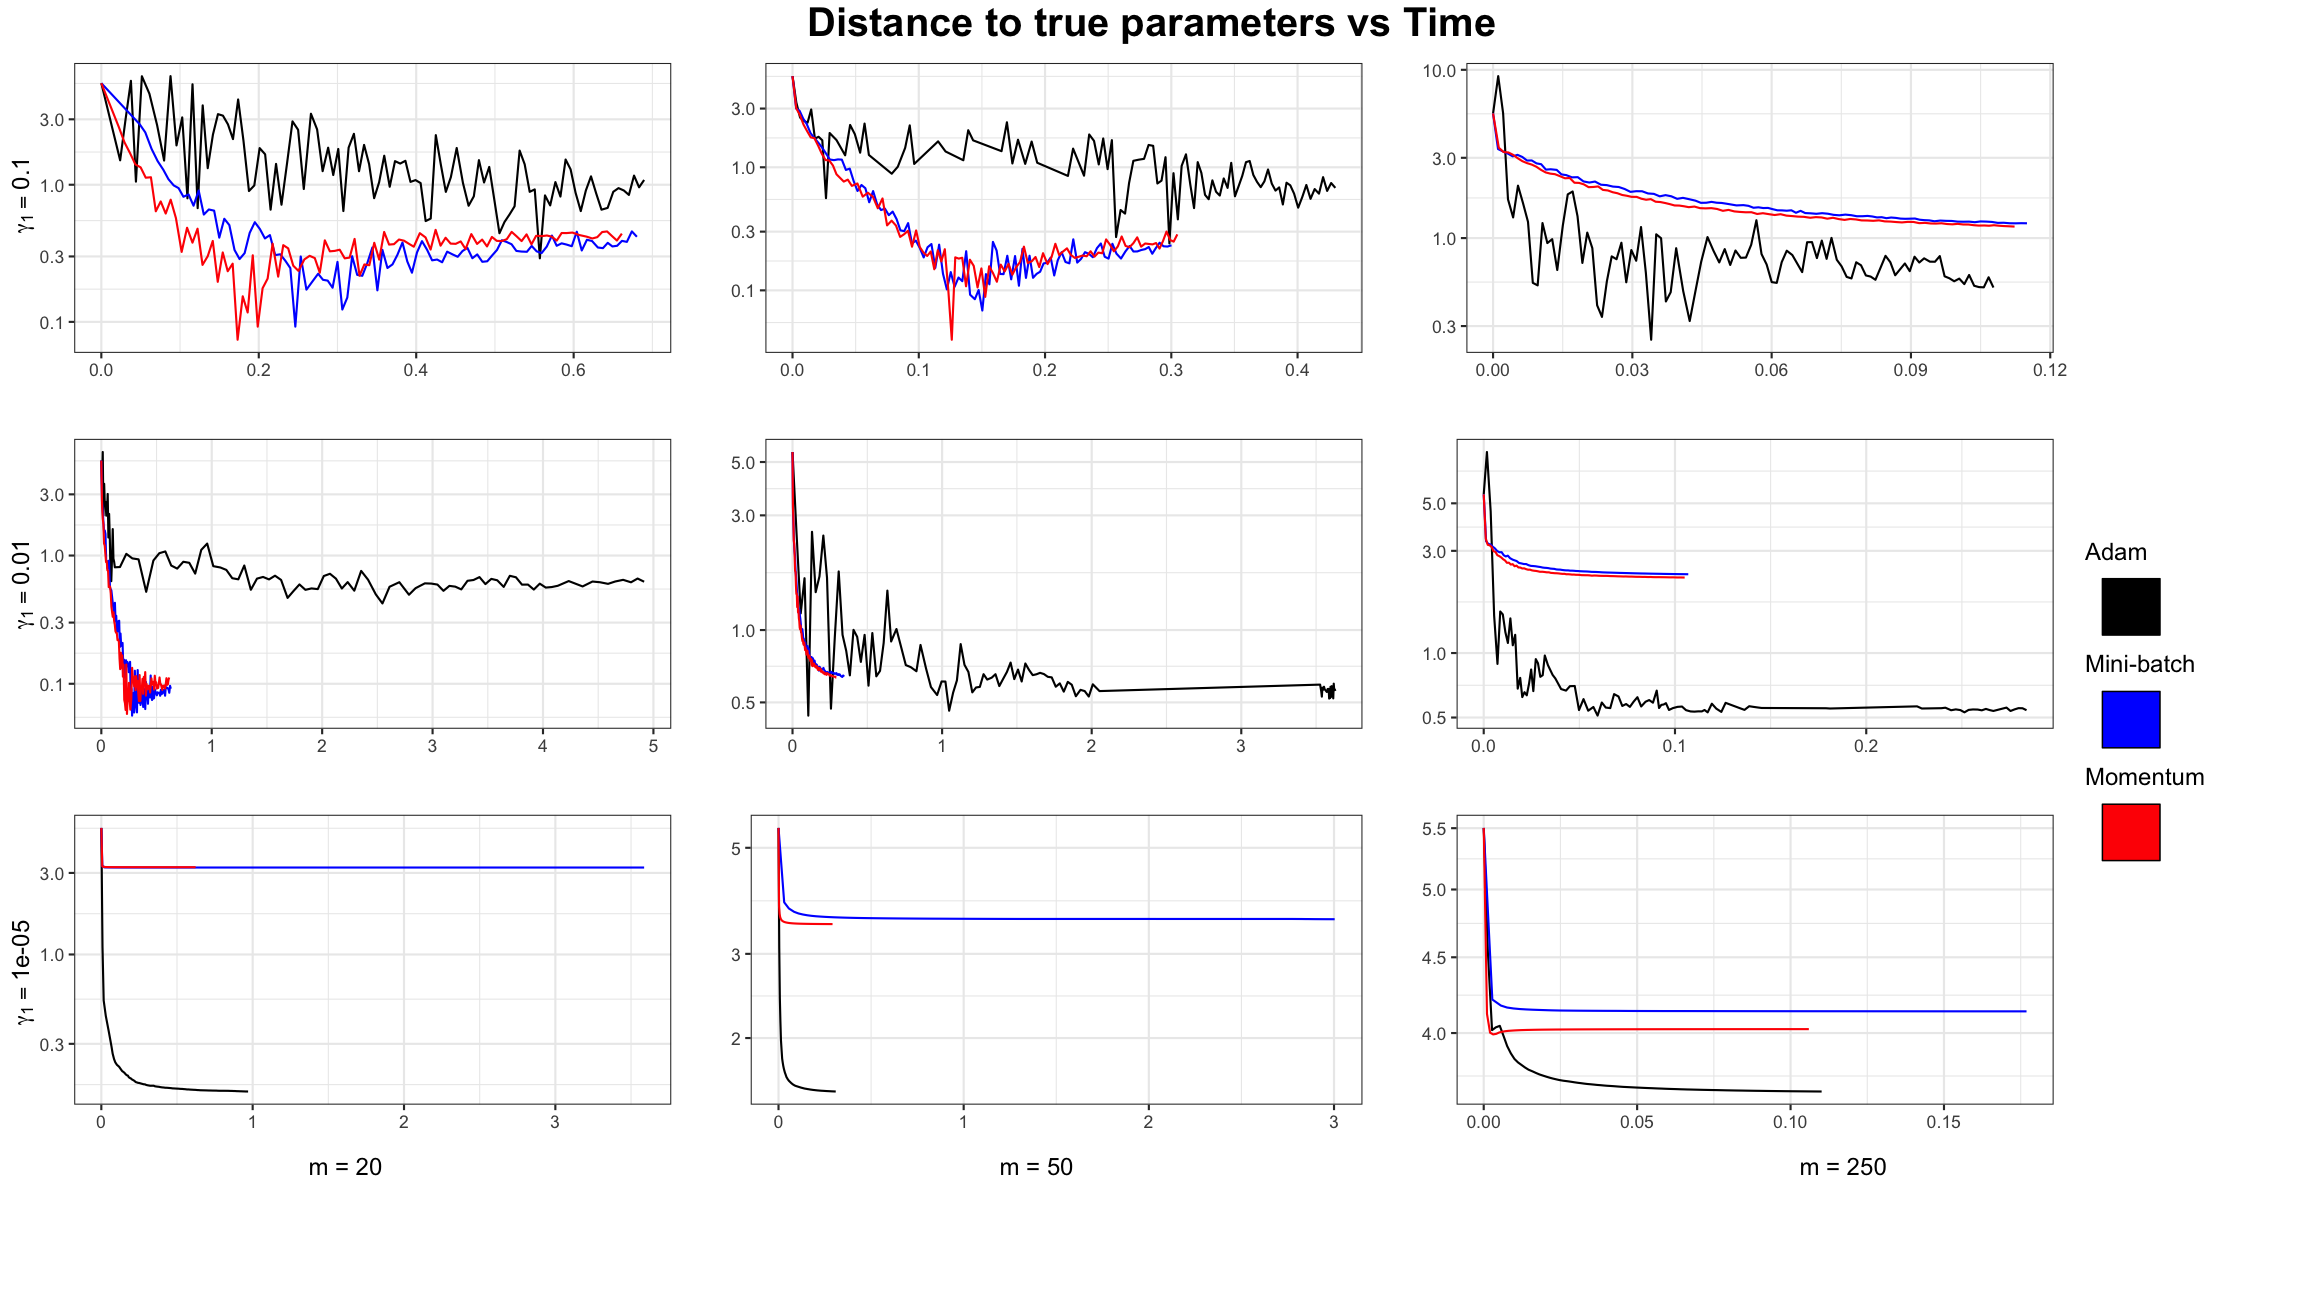 Distance to true parameters vs Time
γ1 = 0.1
3.0
1.0
0.3
0.1
0.0 0.2 0.4 0.6
3.0
1.0
0.3
0.1
0.0 0.1 0.2 0.3 0.4
10.0
3.0
1.0
0.3
0.00 0.03 0.06 0.09 0.12
γ1 = 0.01
3.0
1.0
0.3
0.1
0 1 2 3 4 5
5.0
3.0
1.0
0.5
0 1 2 3
5.0
3.0
1.0
0.5
0.0 0.1 0.2
γ1 = 1e-05
3.0
1.0
0.3
0 1 2 3
5
3
2
0 1 2 3
5.5
5.0
4.5
4.0
0.00 0.05 0.10 0.15
m = 20 m = 50 m = 250
Adam
Mini-batch
Momentum